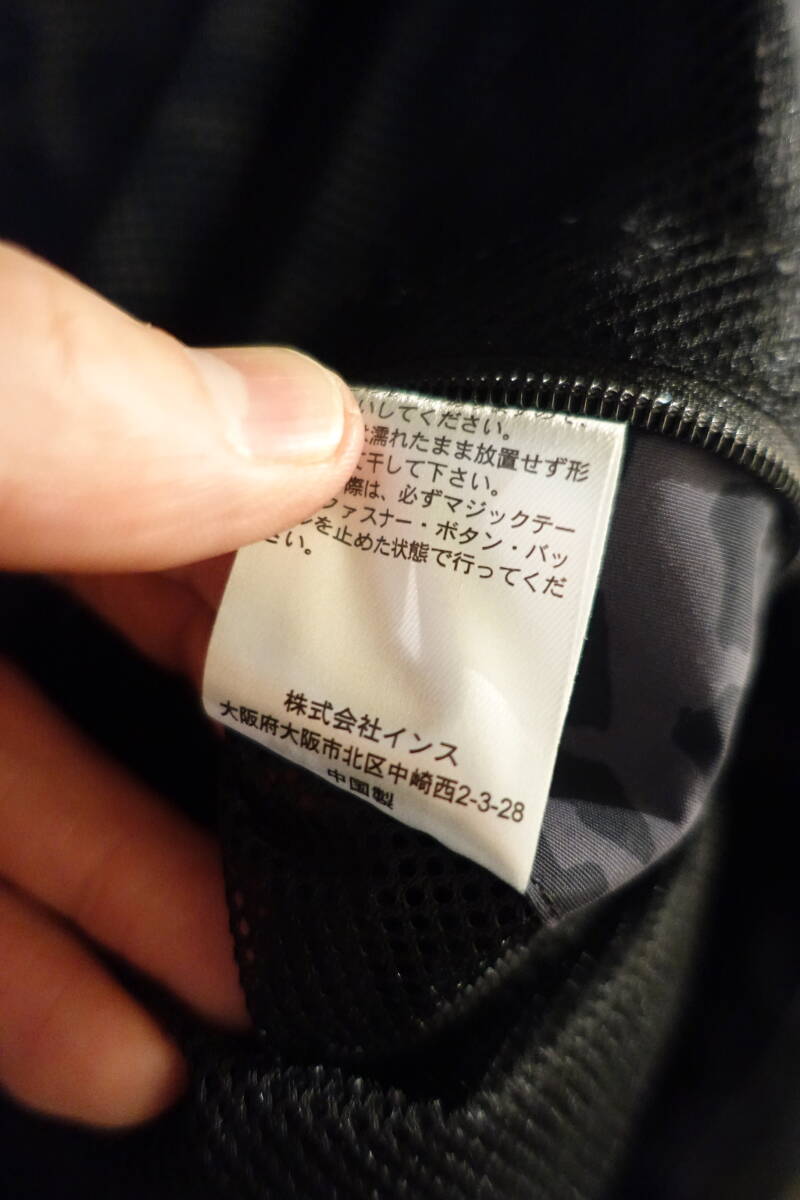 いしてください。
濡れたまま放置せず形
に干して下さい。
際は、必ずマジックテー
ファスナー・ボタン・バッ
を止めた状態で行ってくだ
さい。
株式会社インス
大阪府大阪市北区中崎西2-3-28
中国製